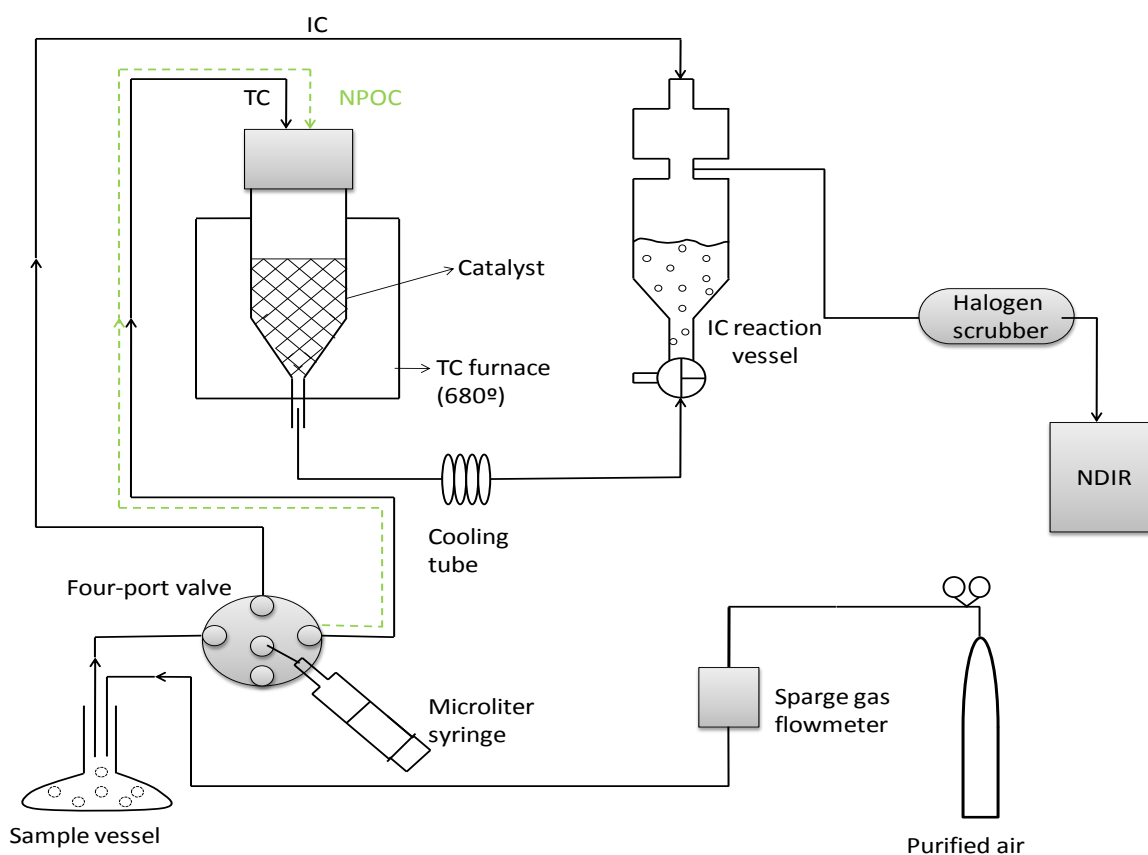 IC
TC
NPOC
Catalyst
TC furnace
(680º)
IC reaction
vessel
Halogen
scrubber
NDIR
Cooling
tube
Four-port valve
Microliter
syringe
Sparge gas
flowmeter
Sample vessel
Purified air